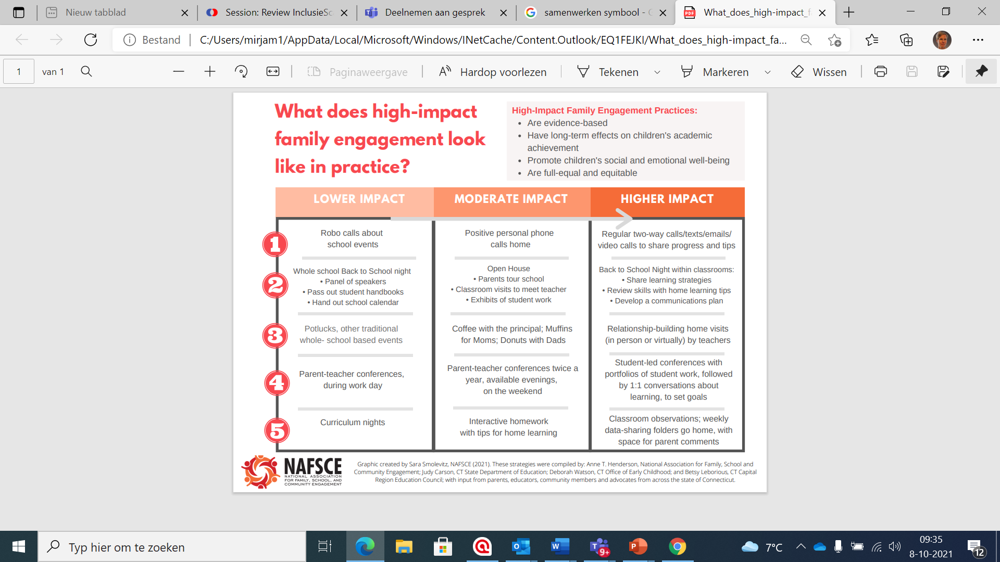 Nieuw tabblad
Session: Review InclusieSc
Deelnemen aan gesprek
samenwerken symbool -
What_does_high-impact_f
Bestand
C:/Users/mirjam1/AppData/Local/Microsoft/Windows/INetCache/Content.Outlook/EQ1FEJKI/What_does_high-impact_fa...
1
van 1
Paginaweergave
Hardop voorlezen
Tekenen
Markeren
Wissen
What does high-impact
family engagement look
like in practice?
High-Impact Family Engagement Practices:
• Are evidence-based
• Have long-term effects on children's academic
achievement
• Promote children's social and emotional well-being
• Are full-equal and equitable
LOWER IMPACT
MODERATE IMPACT
HIGHER IMPACT
1
Robo calls about
school events
Positive personal phone
calls home
Regular two-way calls/texts/emails/
video calls to share progress and tips
2
Whole school Back to School night
• Panel of speakers
• Pass out student handbooks
• Hand out school calendar
Open House
• Parents tour school
• Classroom visits to meet teacher
• Exhibits of student work
Back to School Night within classrooms:
• Share learning strategies
• Review skills with home learning tips
• Develop a communications plan
3
Potlucks, other traditional
whole- school based events
Coffee with the principal; Muffins
for Moms; Donuts with Dads
Relationship-building home visits
(in person or virtually) by teachers
4
Parent-teacher conferences,
during work day
Parent-teacher conferences twice a
year, available evenings,
on the weekend
Student-led conferences with
portfolios of student work, followed
by 1:1 conversations about
learning, to set goals
5
Curriculum nights
Interactive homework
with tips for home learning
Classroom observations; weekly
data-sharing folders go home, with
space for parent comments
NAFSCE
NATIONAL ASSOCIATION
FOR FAMILY, SCHOOL, AND
COMMUNITY ENGAGEMENT
Graphic created by Sara Smolevitz, NAFSCE (2021). These strategies were compiled by: Anne T. Henderson, National Association for Family, School and
Community Engagement; Judy Carson, CT State Department of Education; Deborah Watson, CT Office of Early Childhood; and Betsy Leborious, CT Capital
Region Education Council; with input from parents, educators, community members and advocates from across the state of Connecticut.
Typ hier om te zoeken
9+
7°C
09:35
8-10-2021
12